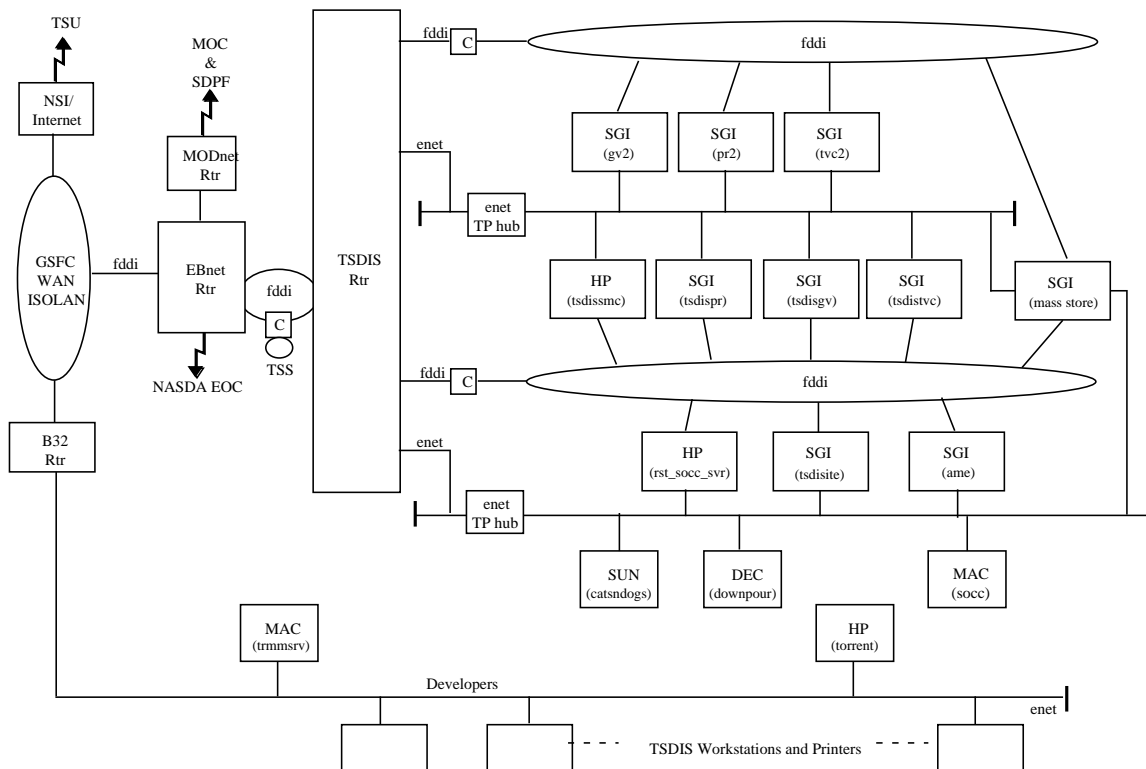 TSU
MOC
&
SDPF
NSI/
Internet
MODnet
Rtr
GSFC
WAN
ISOLAN
fddi
EBnet
Rtr
fddi
C
TSS
NASDA EOC
B32
Rtr
TSDIS
Rtr
fddi
C
fddi
enet
SGI
(gv2)
SGI
(pr2)
SGI
(tvc2)
enet
TP hub
HP
(tsdissmc)
SGI
(tsdispr)
SGI
(tsdisgv)
SGI
(tsdistvc)
SGI
(mass store)
fddi
C
fddi
enet
HP
(rst_socc_svr)
SGI
(tsdisite)
SGI
(ame)
enet
TP hub
SUN
(catsndogs)
DEC
(downpour)
MAC
(socc)
MAC
(trmmsrv)
HP
(torrent)
Developers
enet
TSDIS Workstations and Printers